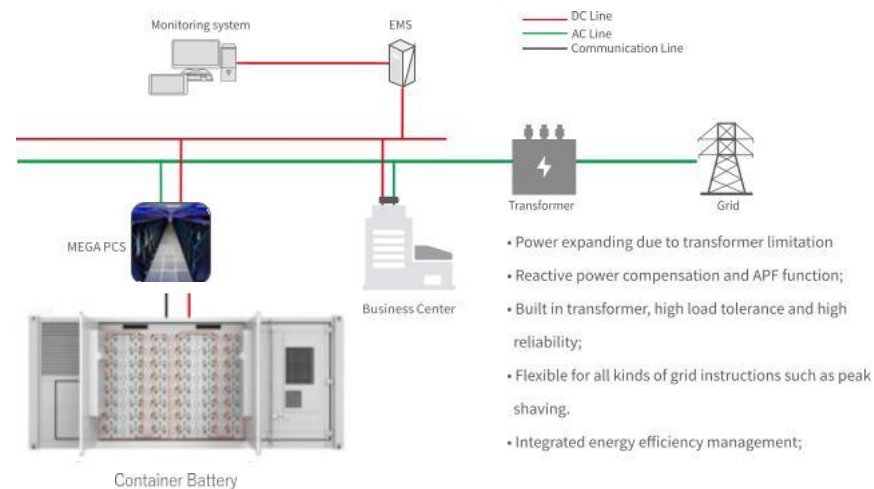 Monitoring system
EMS
DC Line
AC Line
Communication Line
Transformer
Grid
MEGA PCS
Business Center
• Power expanding due to transformer limitation
• Reactive power compensation and APF function;
• Built in transformer, high load tolerance and high
reliability;
• Flexible for all kinds of grid instructions such as peak
shaving.
• Integrated energy efficiency management;
Container Battery